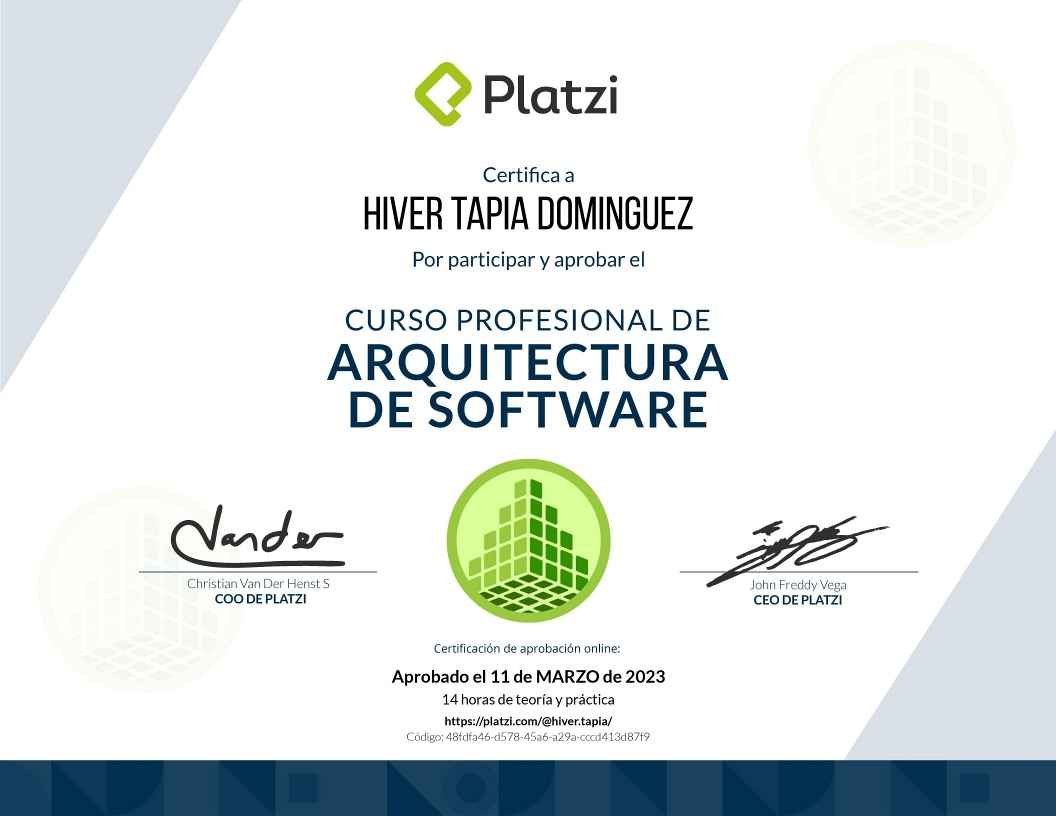 Platzi
Certifica a
HIVER TAPIA DOMINGUEZ
Por participar y aprobar el
CURSO PROFESIONAL DE
ARQUITECTURA
DE SOFTWARE
Vander
Christian Van Der Henst S
COO DE PLATZI
John Freddy Vega
CEO DE PLATZI
Certificación de aprobación online:
Aprobado el 11 de MARZO de 2023
14 horas de teoría y práctica
https://platzi.com/@hiver.tapia/
Código: 48fdfa46-d578-45a6-a29a-cccd413d87f9